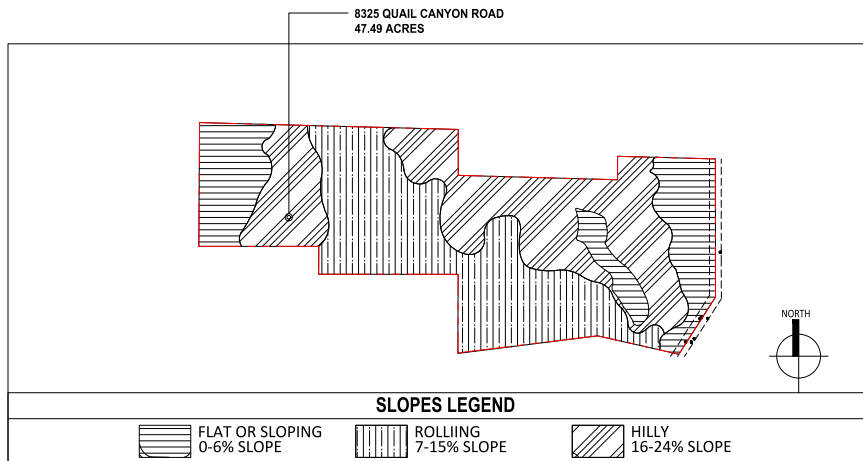 8325 QUAIL CANYON ROAD
47.49 ACRES
NORTH
SLOPES LEGEND
FLAT OR SLOPING
0-6% SLOPE
ROLLIING
7-15% SLOPE
HILLY
16-24% SLOPE